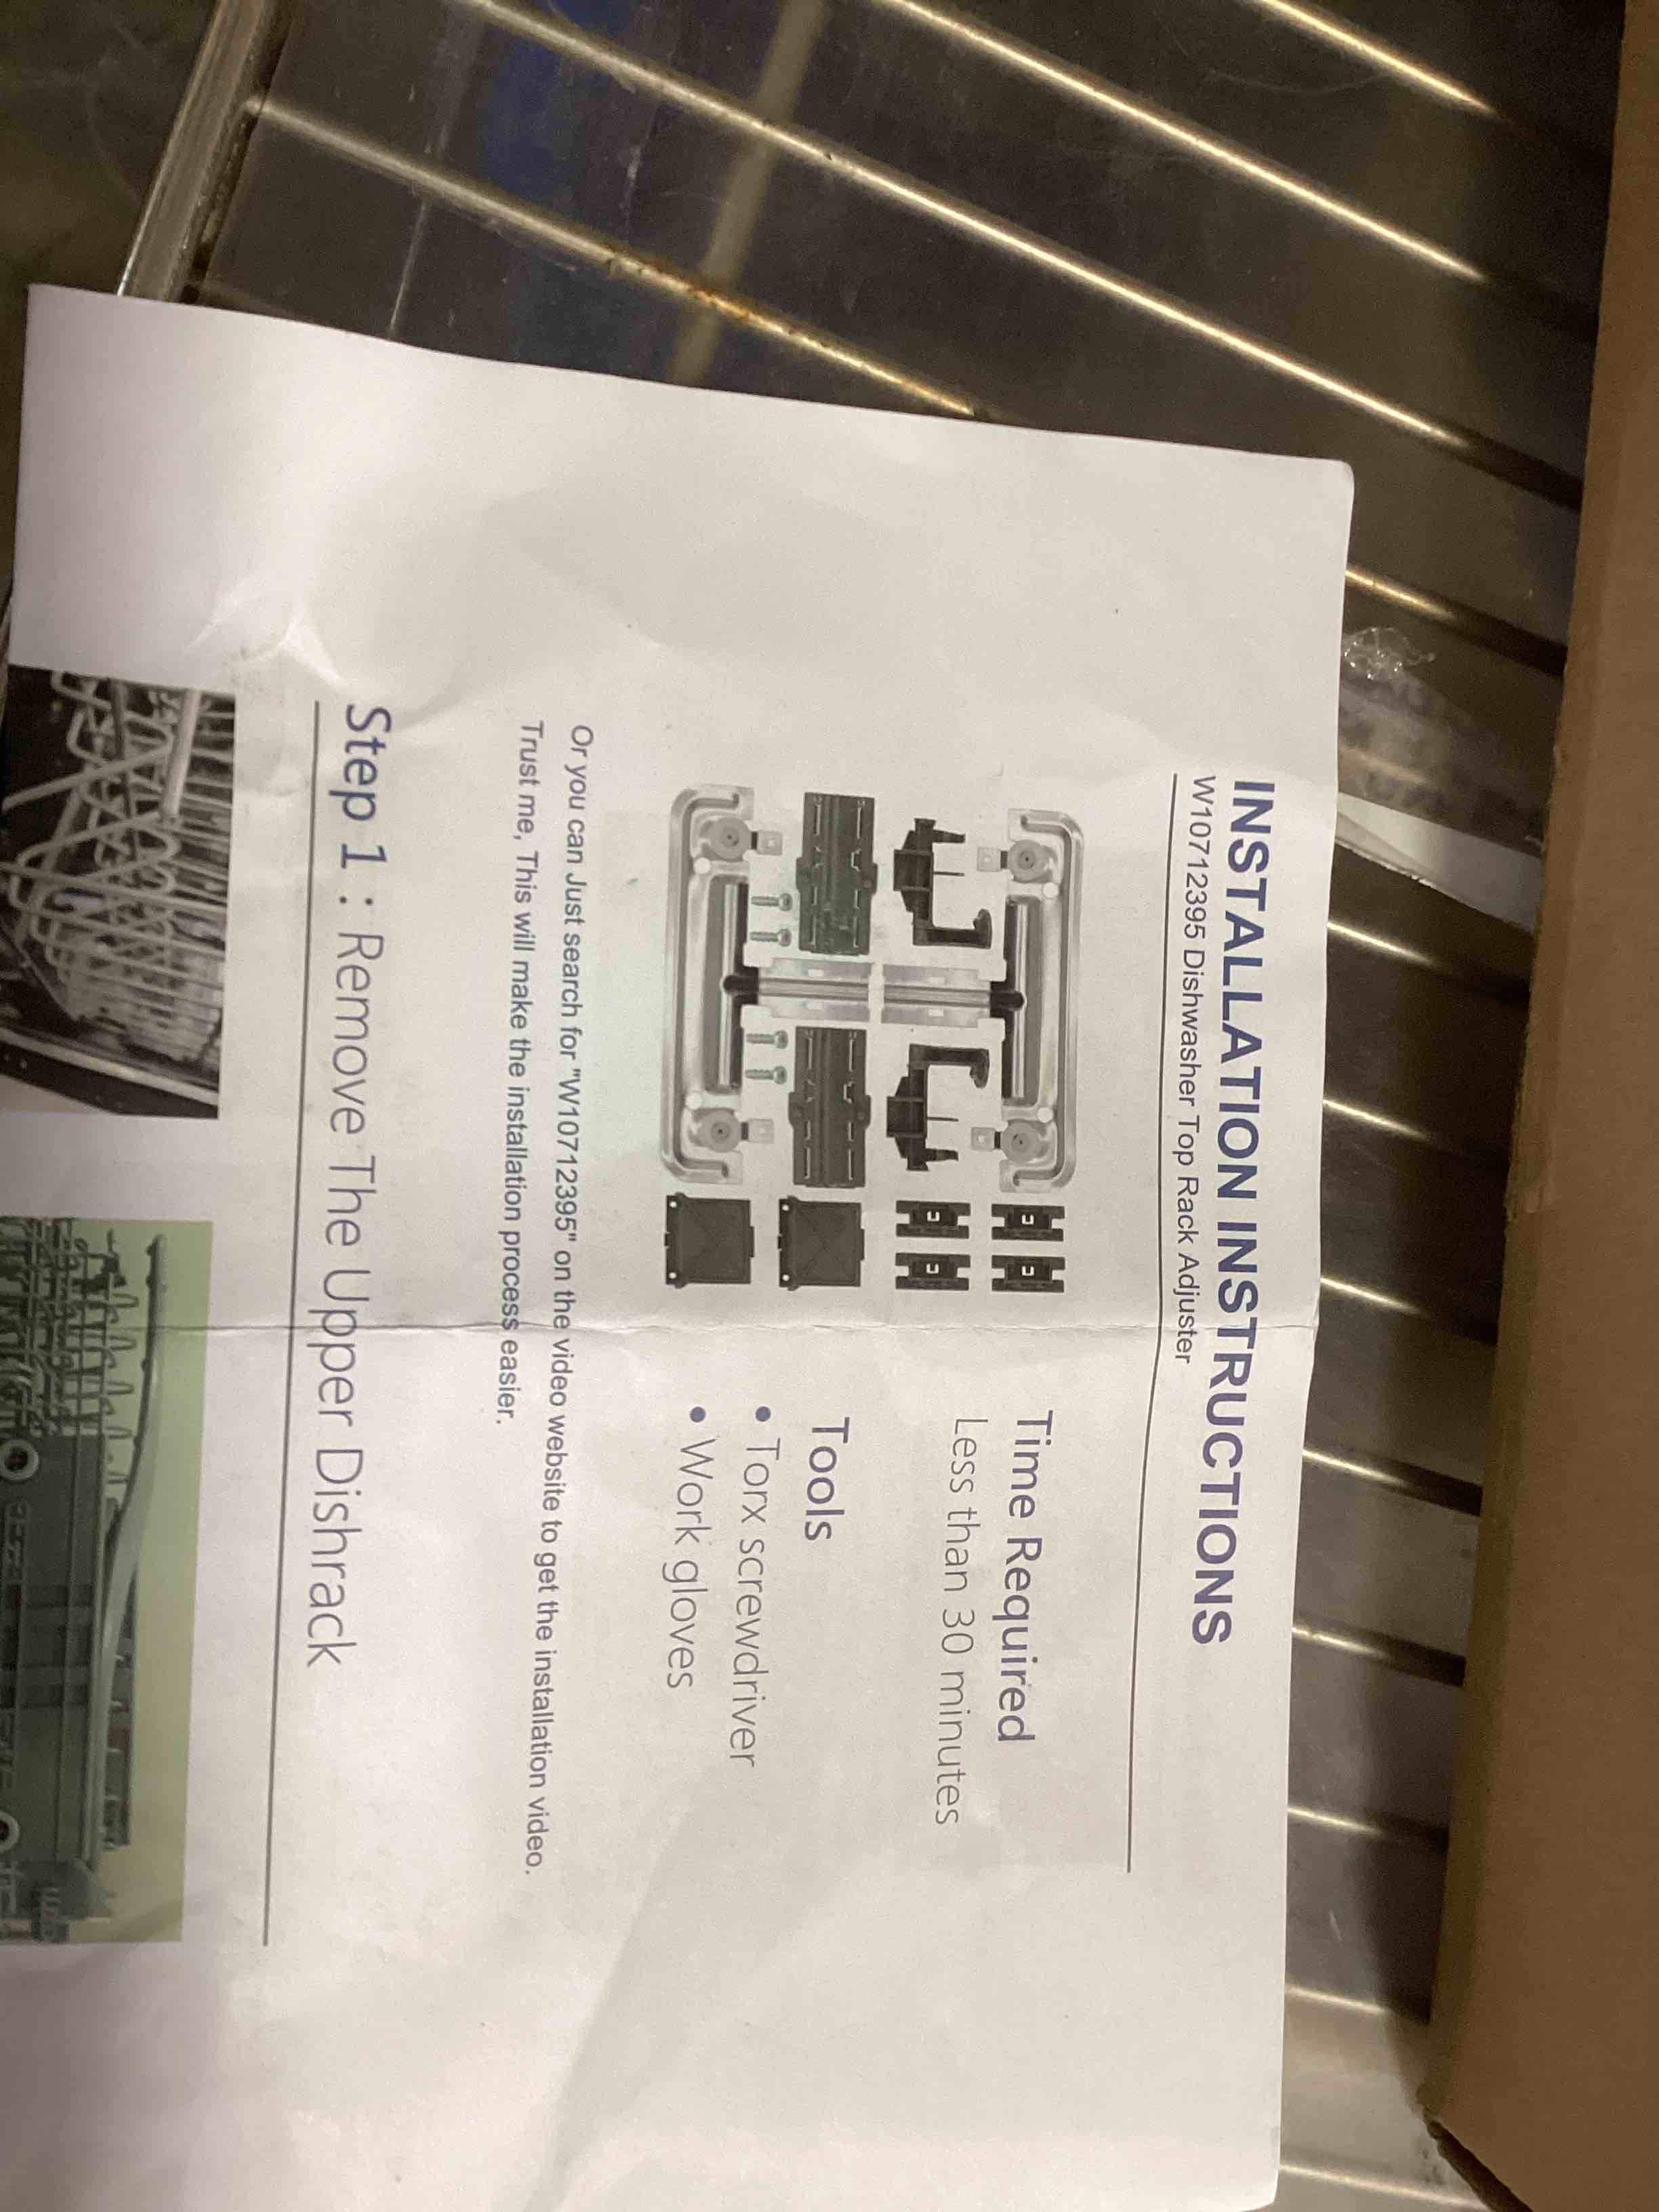 INSTALLATION INSTRUCTIONS
W10712395 Dishwasher Top Rack Adjuster
Time Required
Less than 30 minutes
Tools
• Torx screwdriver
• Work gloves
Or you can Just search for "W10712395" on the video website to get the installation video.
Trust me, This will make the installation process easier.
Step 1 : Remove The Upper Dishrack